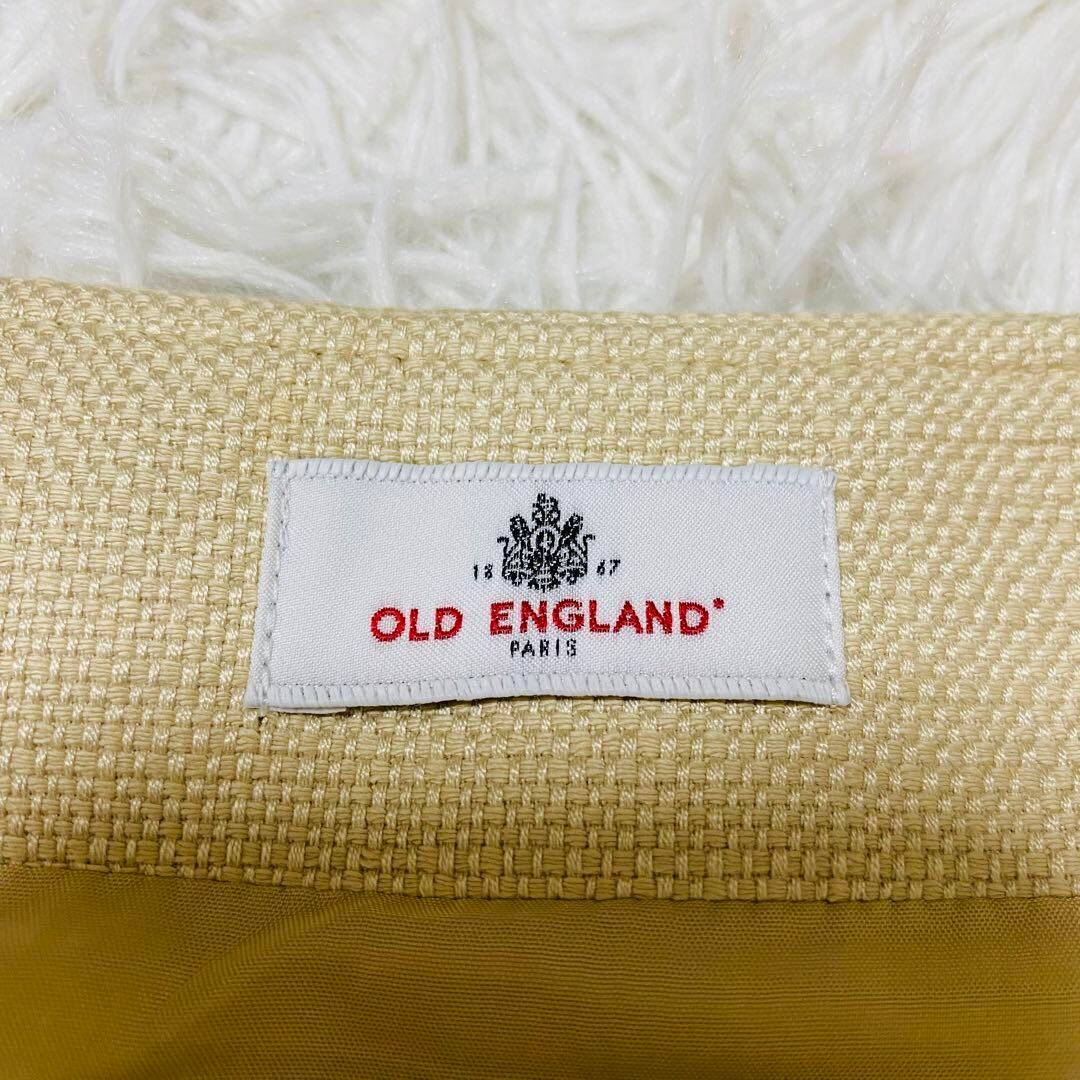 18 67
OLD ENGLAND
PARIS